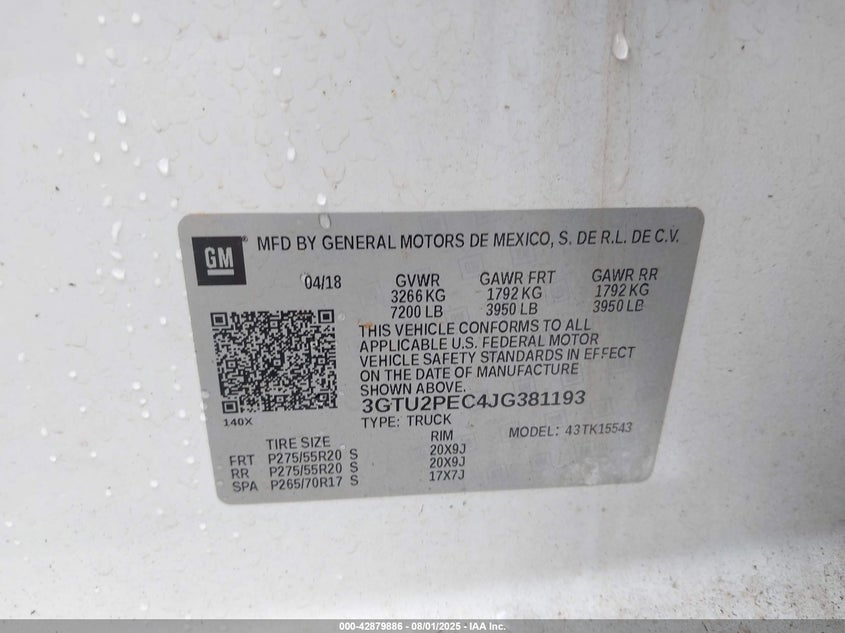 GM
MFD BY GENERAL MOTORS DE MEXICO, S. DE R.L. DE C.V.
04/18 GVWR GAWR FRT GAWR RR
3266 KG 1792 KG 1792 KG
7200 LB 3950 LB 3950 LB
THIS VEHICLE CONFORMS TO ALL
APPLICABLE U.S. FEDERAL MOTOR
VEHICLE SAFETY STANDARDS IN EFFECT
ON THE DATE OF MANUFACTURE
SHOWN ABOVE.
3GTU2PEC4JG381193
140X
TYPE: TRUCK MODEL: 43TK15543
TIRE SIZE RIM
FRT P275/55R20 S 20X9J
RR P275/55R20 S 20X9J
SPA P265/70R17 S 17X7J
000-42879886 - 08/01/2025 - IAA Inc.